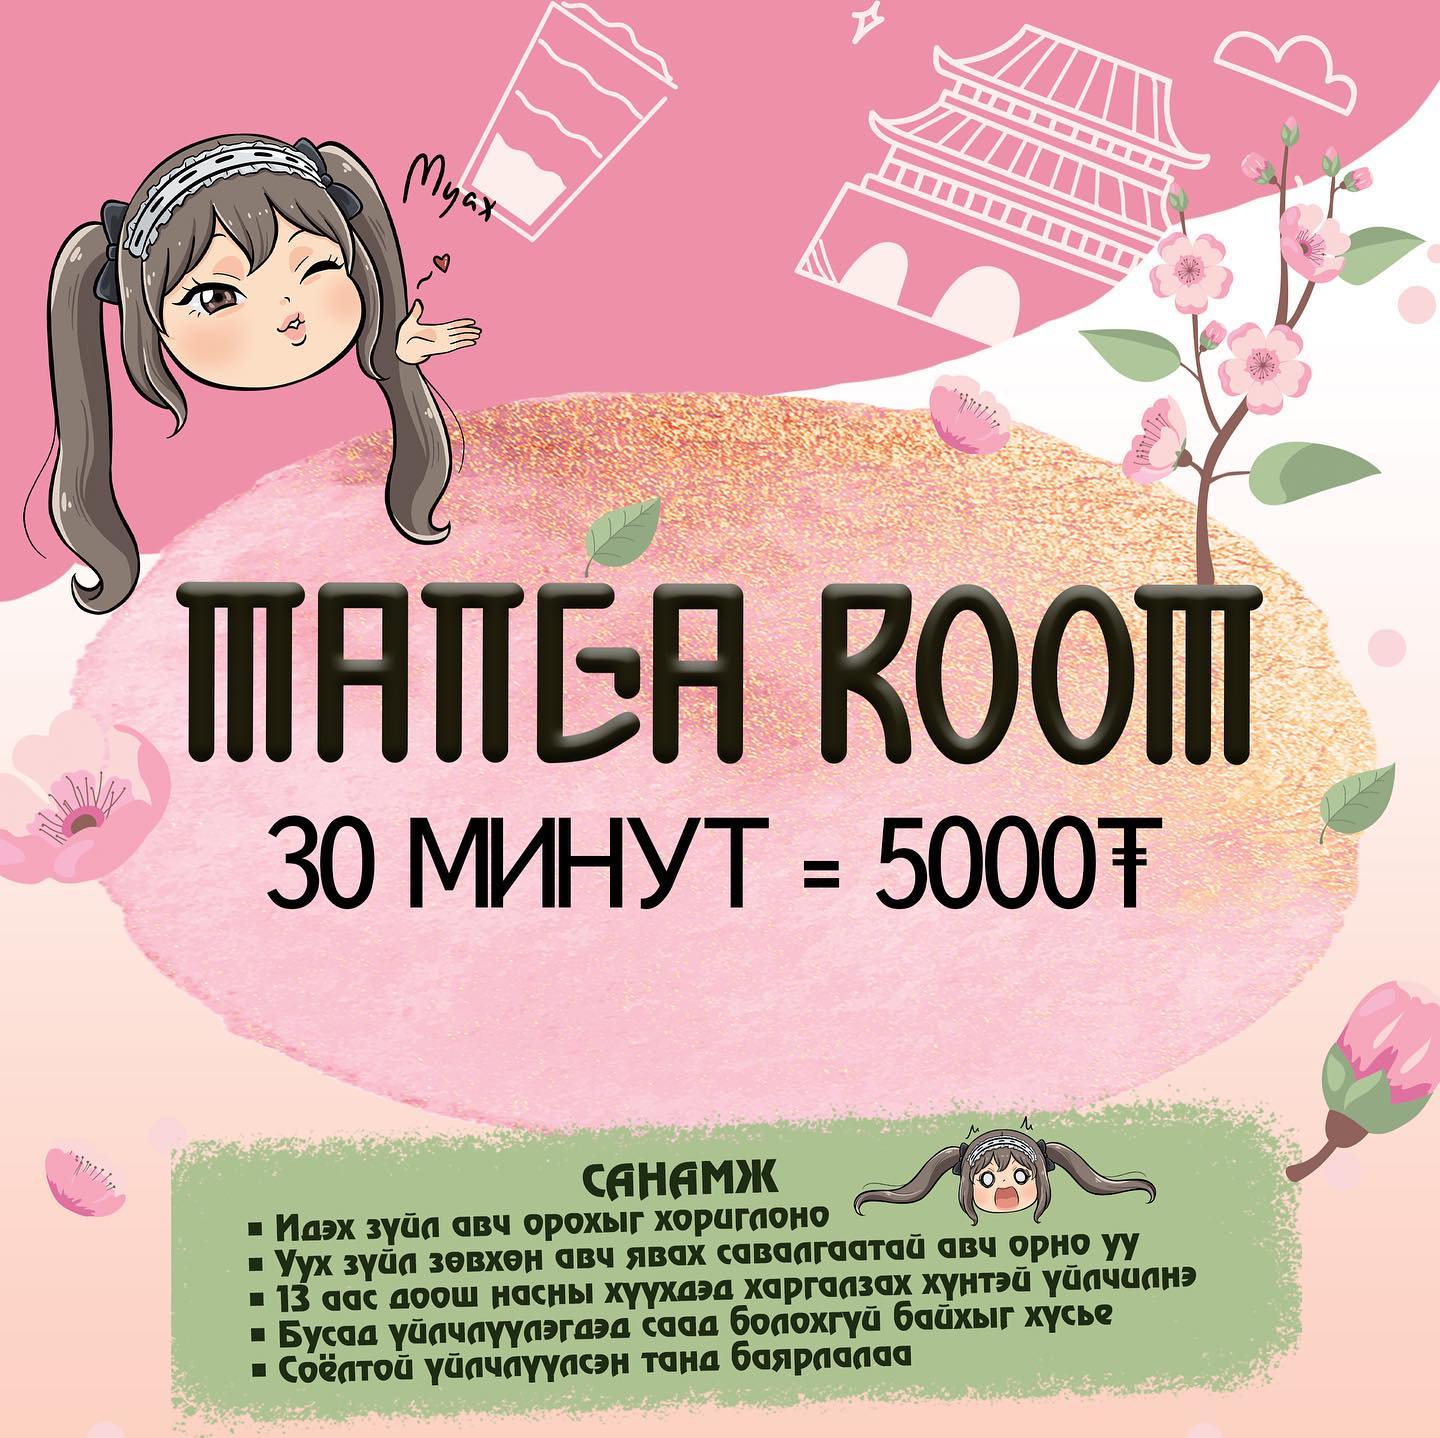 Муах
MANGA ROOM
30 МИНУТ = 5000₮
САНАМЖ
▪ Идэх зүйл авч орохыг хориглоно
▪ Уух зүйл зөвхөн авч явах савалгаатай авч орно уу
▪ 13 аас доош насны хүүхдэд харгалзах хүнтэй үйлчилнэ
▪ Бусад үйлчлүүлэгдэд саад болохгүй байхыг хүсье
▪ Соёлтой үйлчлүүлсэн танд баярлалаа